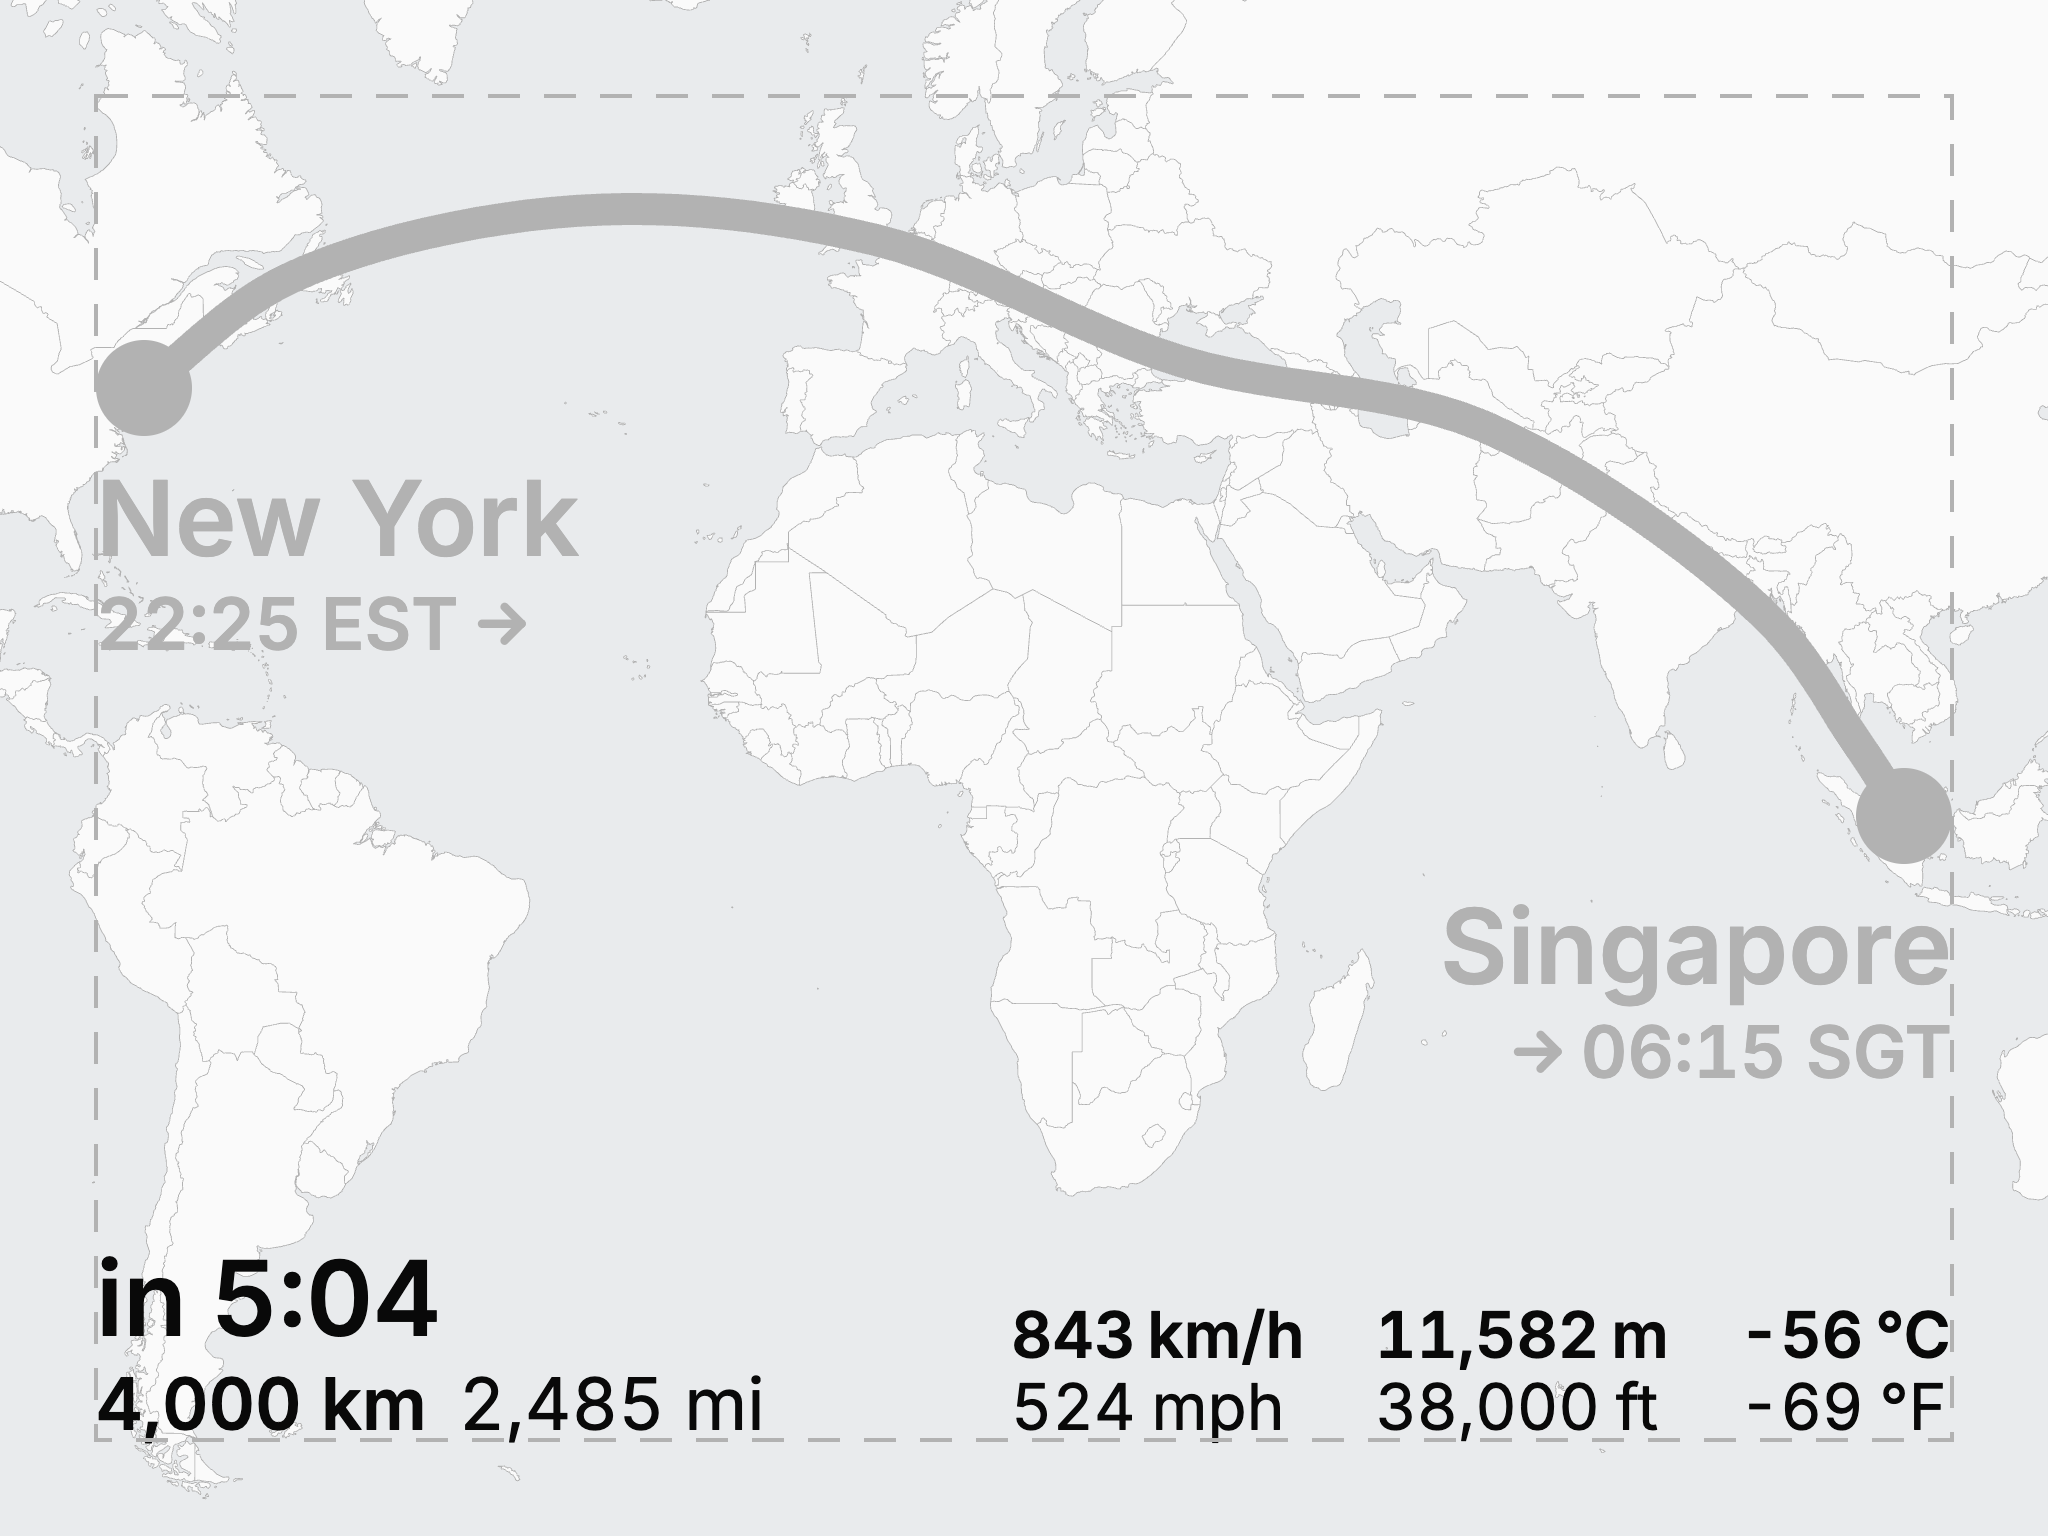 New York
22:25 EST →
Singapore
→ 06:15 SGT
in 5:04
4,000 km 2,485 mi
843 km/h 11,582 m -56 °C
524 mph 38,000 ft -69 °F